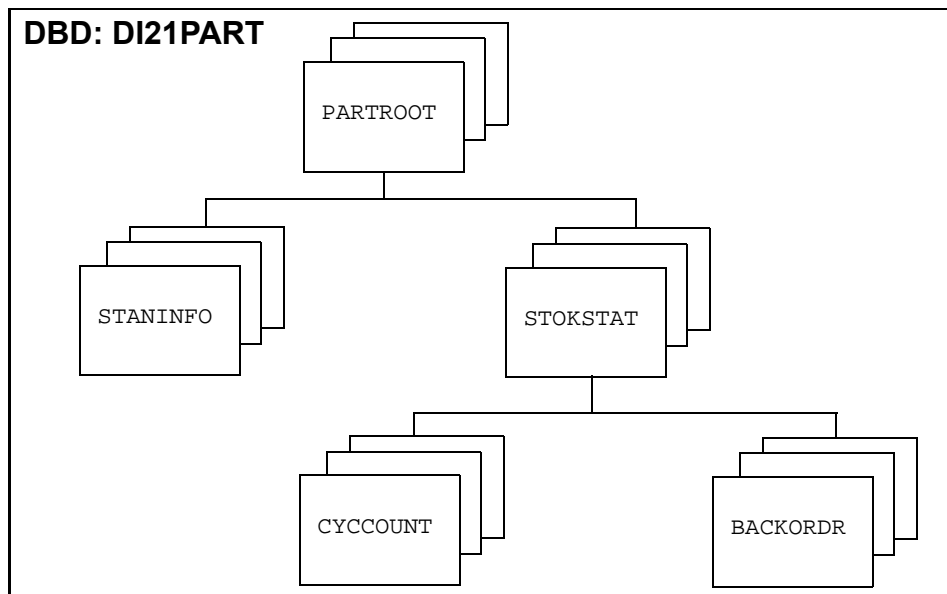 DBD: DI21PART
PARTROOT
STANINFO
STOKSTAT
CYCCOUNT
BACKORDR